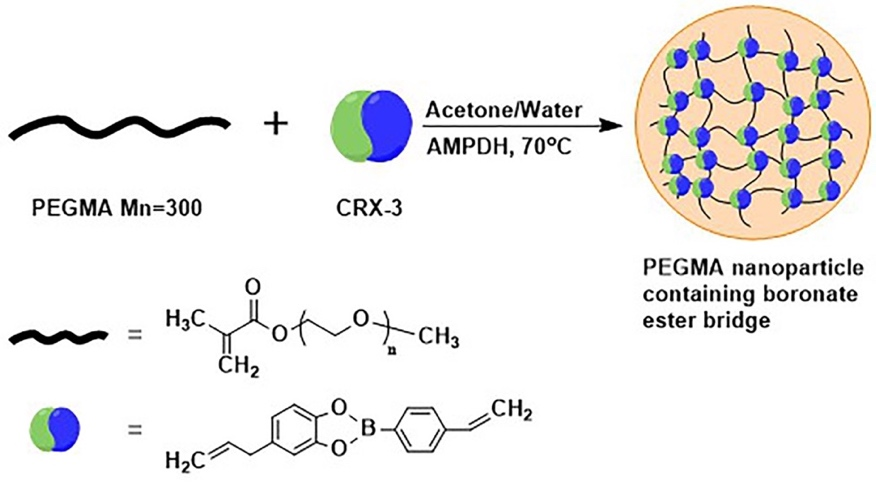 +
Acetone/Water
AMPDH, 70°C
PEGMA Mn=300
CRX-3
PEGMA nanoparticle
containing boronate
ester bridge
=
H₃C
O
O
O
n
CH₃
CH₂
=
H₂C
O
O
B
CH₂